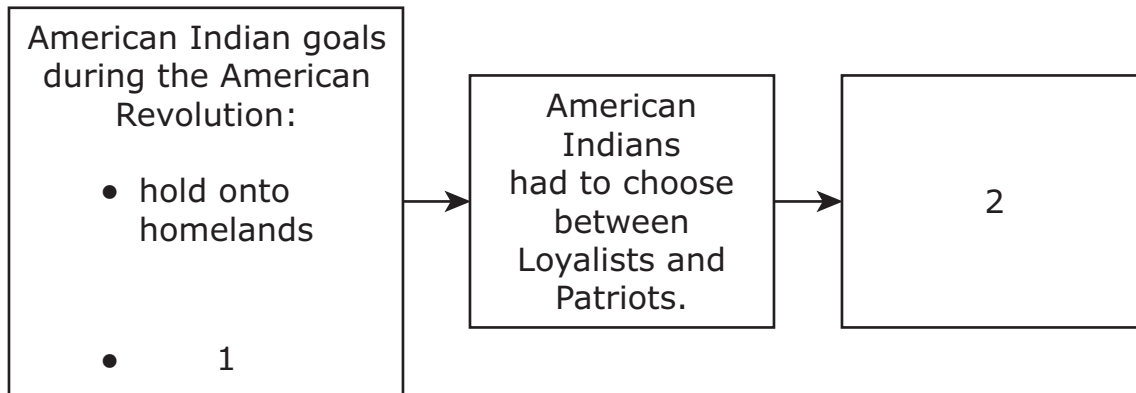 American Indian goals
during the American
Revolution:
● hold onto
homelands
● 1
American
Indians
had to choose
between
Loyalists and
Patriots.
2